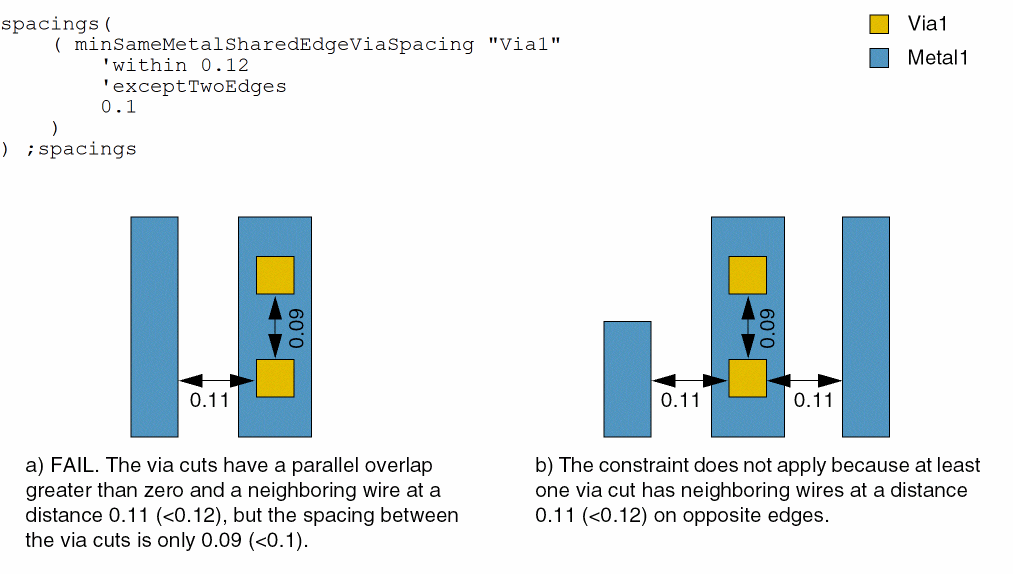 spacings(
( minSameMetalSharedEdgeViaSpacing "Via1"
'within 0.12
'exceptTwoEdges
0.1
)
) ;spacings
Via1
Metal1
0.09
0.11
0.09
0.11
0.11
a) FAIL. The via cuts have a parallel overlap
greater than zero and a neighboring wire at a
distance 0.11 (<0.12), but the spacing between
the via cuts is only 0.09 (<0.1).
b) The constraint does not apply because at least
one via cut has neighboring wires at a distance
0.11 (<0.12) on opposite edges.